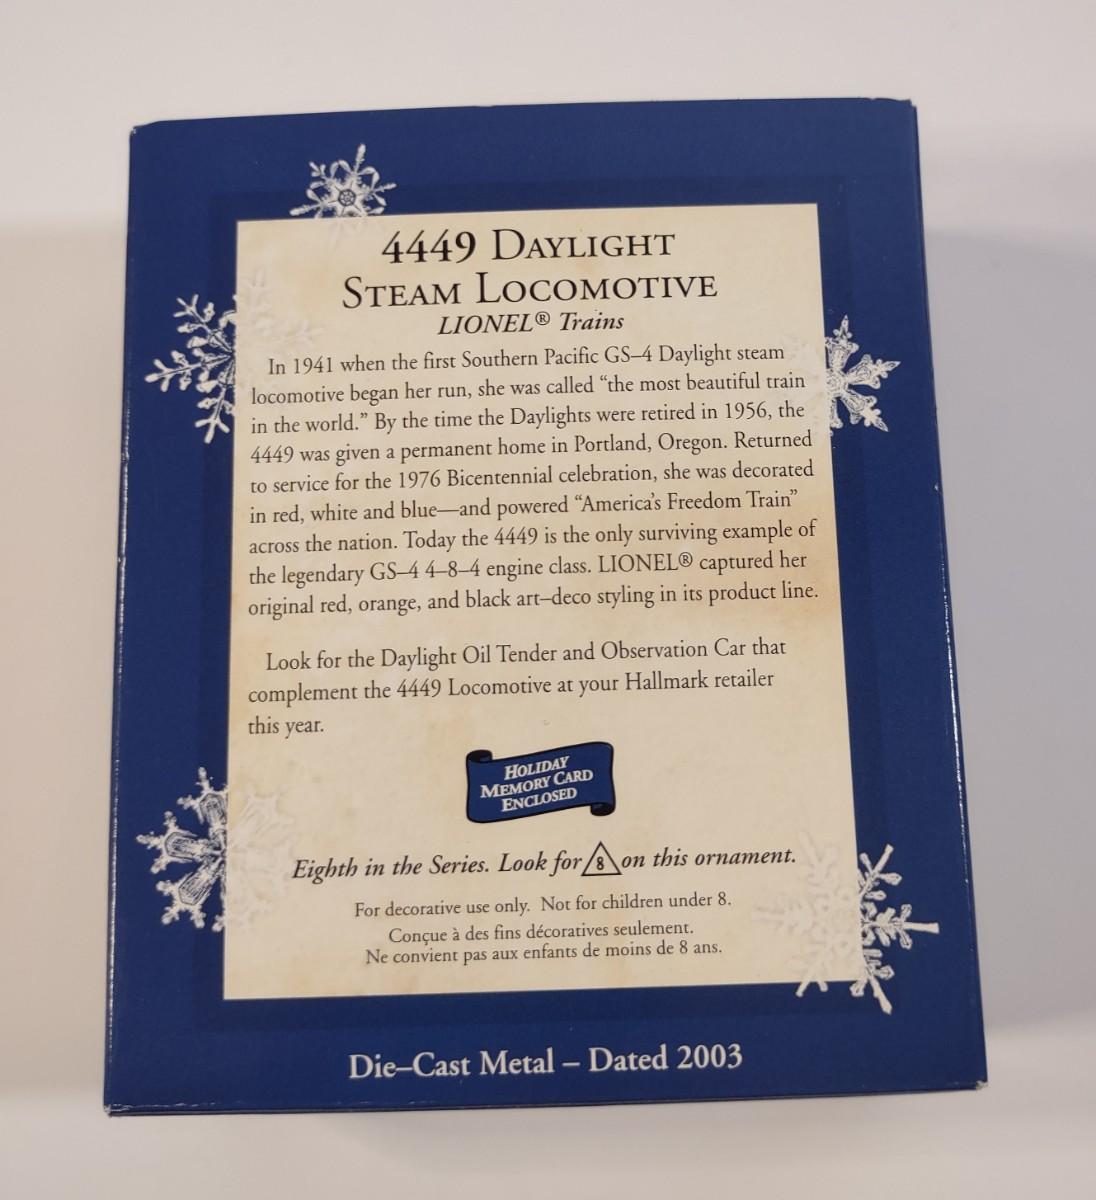 4449 DAYLIGHT
STEAM LOCOMOTIVE
LIONEL® Trains
In 1941 when the first Southern Pacific GS–4 Daylight steam
locomotive began her run, she was called “the most beautiful train
in the world.” By the time the Daylights were retired in 1956, the
4449 was given a permanent home in Portland, Oregon. Returned
to service for the 1976 Bicentennial celebration, she was decorated
in red, white and blue—and powered “America’s Freedom Train”
across the nation. Today the 4449 is the only surviving example of
the legendary GS–4 4–8–4 engine class. LIONEL® captured her
original red, orange, and black art–deco styling in its product line.
Look for the Daylight Oil Tender and Observation Car that
complement the 4449 Locomotive at your Hallmark retailer
this year.
HOLIDAY
MEMORY CARD
ENCLOSED
Eighth in the Series. Look for 8 on this ornament.
For decorative use only. Not for children under 8.
Conçue à des fins décoratives seulement.
Ne convient pas aux enfants de moins de 8 ans.
Die–Cast Metal – Dated 2003